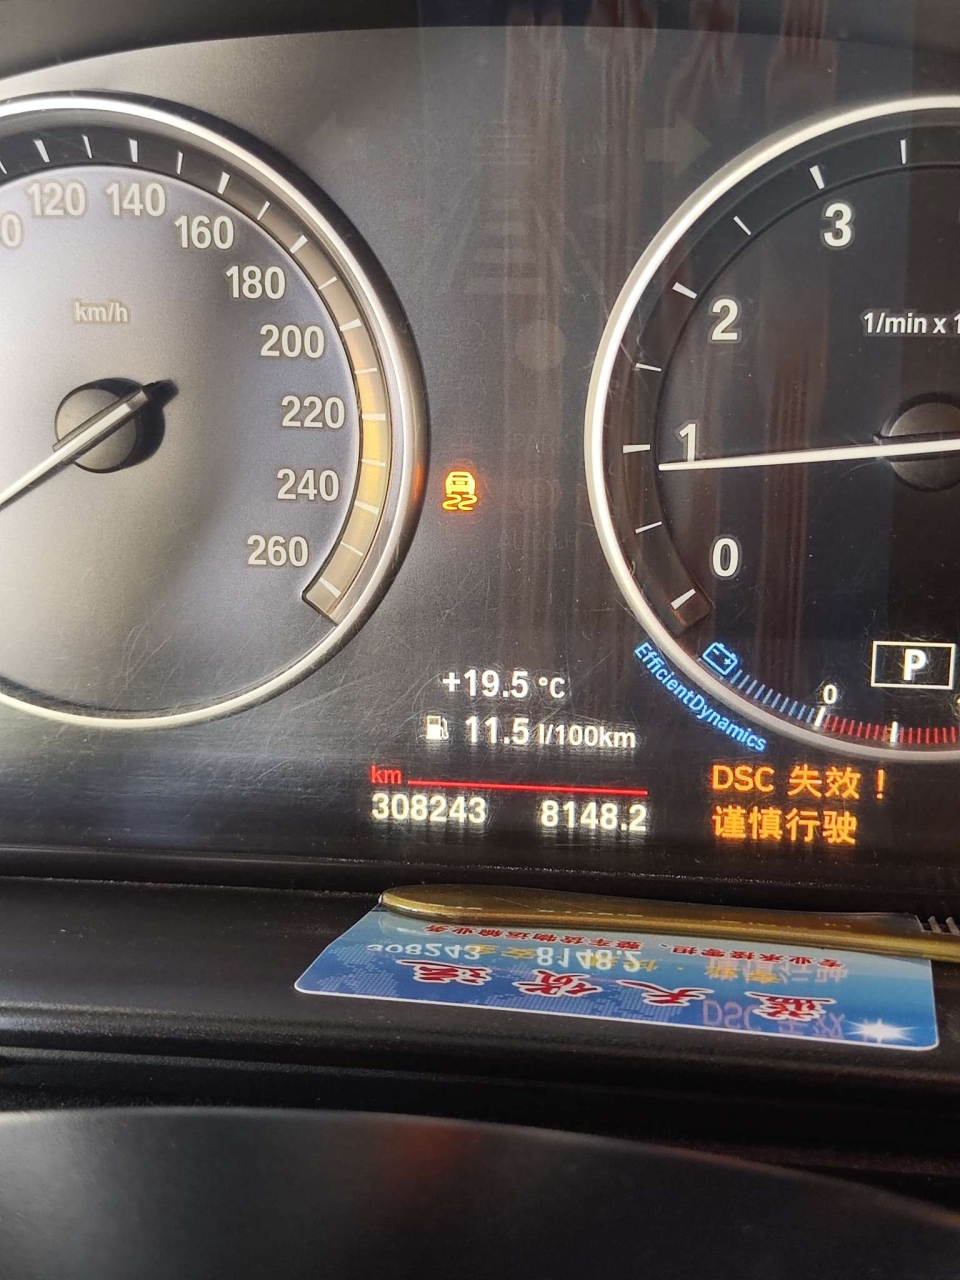 120
140
160
180
200
220
240
260
km/h
3
2
1
0
1/min x 1
P
0
EfficientDynamics
+19.5 °C
11.5 l/100km
km
308243 8148.2
DSC 失效！
谨慎行驶